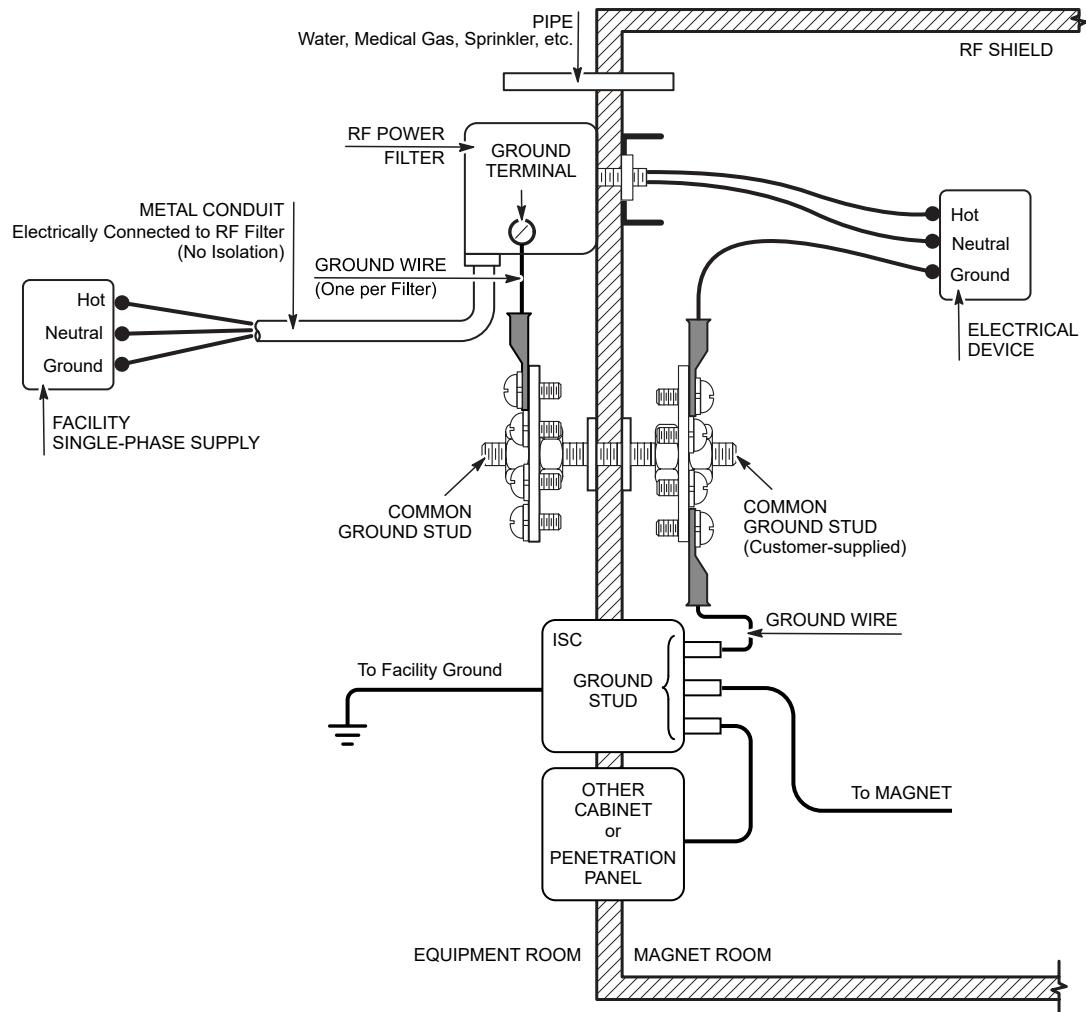 PIPE
Water, Medical Gas, Sprinkler, etc.
RF SHIELD
RF POWER
FILTER
GROUND
TERMINAL
METAL CONDUIT
Electrically Connected to RF Filter
(No Isolation)
GROUND WIRE
(One per Filter)
Hot
Neutral
Ground
Hot
Neutral
Ground
ELECTRICAL
DEVICE
FACILITY
SINGLE-PHASE SUPPLY
COMMON
GROUND STUD
COMMON
GROUND STUD
(Customer-supplied)
GROUND WIRE
ISC
GROUND
STUD
To Facility Ground
To MAGNET
OTHER
CABINET
or
PENETRATION
PANEL
EQUIPMENT ROOM
MAGNET ROOM